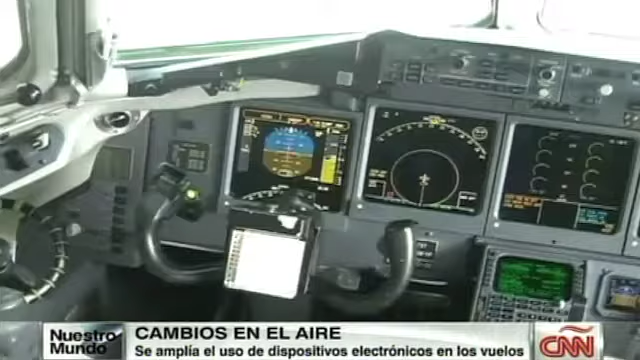 Nuestro
Mundo
CAMBIOS EN EL AIRE
Se amplía el uso de dispositivos electrónicos en los vuelos
CNN